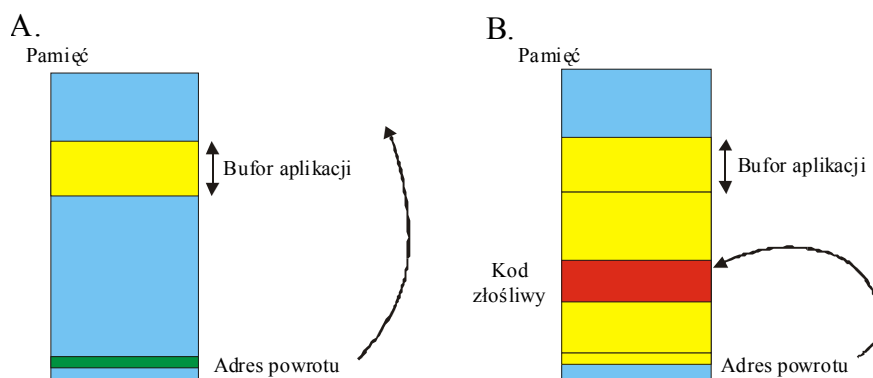 A.
Pamięć
Bufor aplikacji
Adres powrotu
B.
Pamięć
Bufor aplikacji
Kod
złośliwy
Adres powrotu